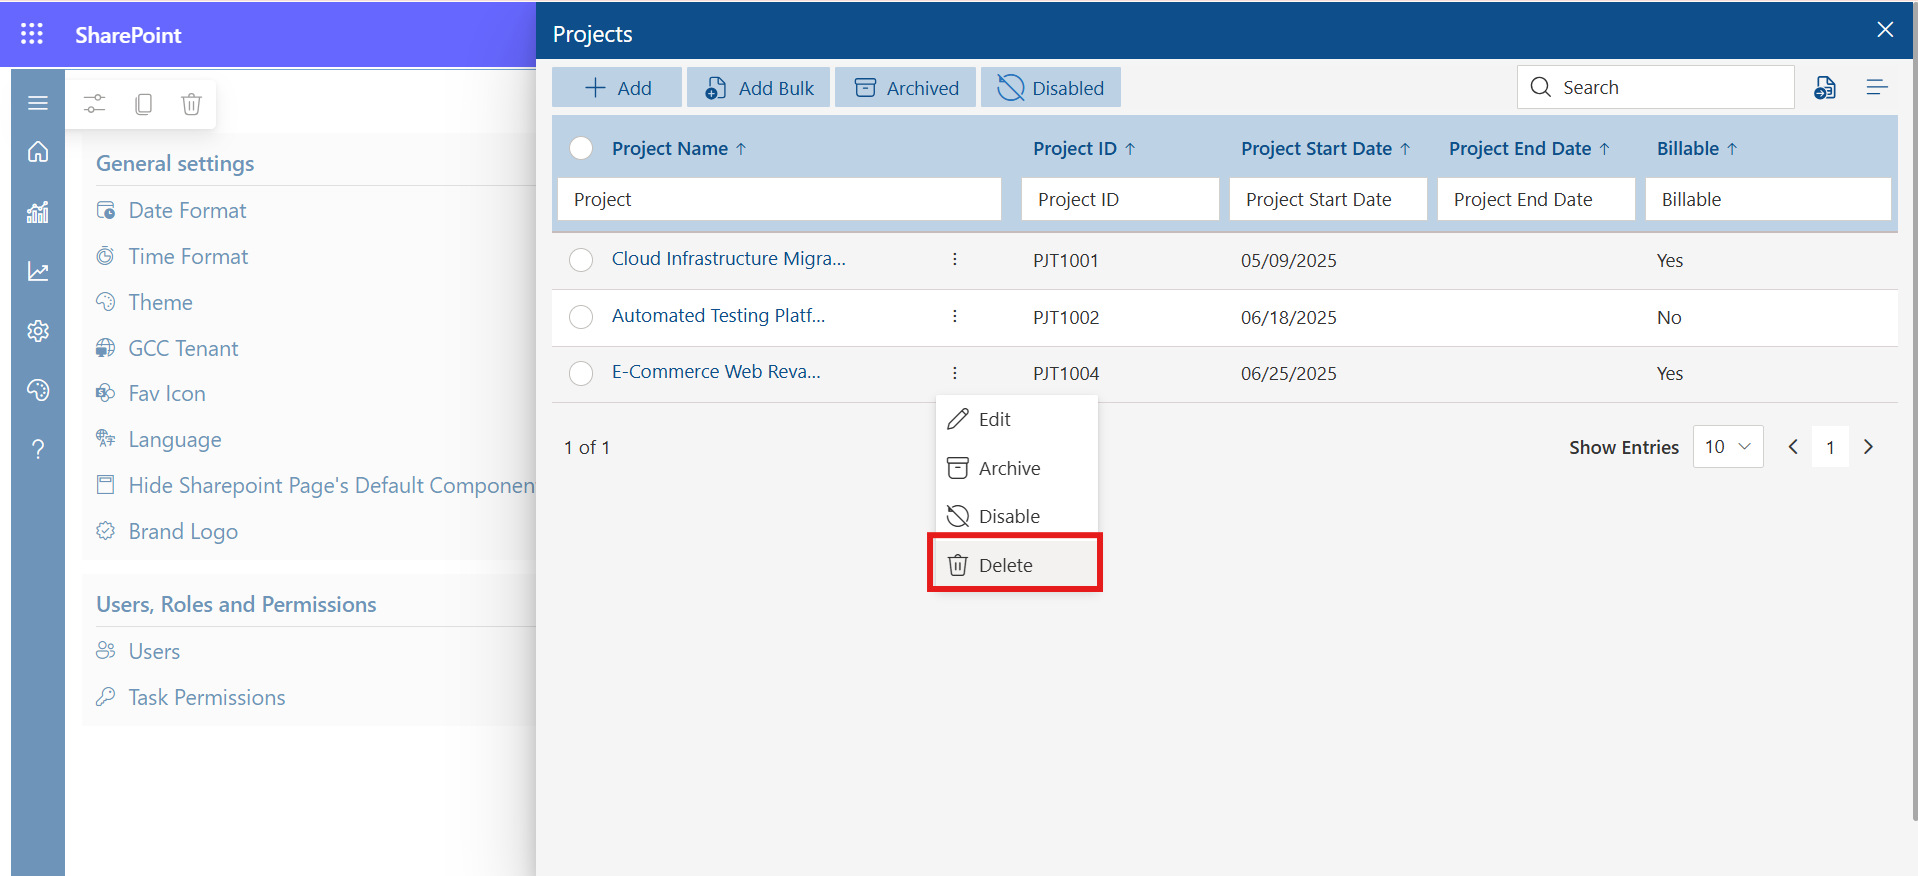 SharePoint
Projects
Add
Add Bulk
Archived
Disabled
Search
General settings
Date Format
Time Format
Theme
GCC Tenant
Fav Icon
Language
Hide Sharepoint Page's Default Componen
Brand Logo
Users, Roles and Permissions
Users
Task Permissions
Project Name ↑ Project ID ↑ Project Start Date ↑ Project End Date ↑ Billable ↑
Project Project ID Project Start Date Project End Date Billable
Cloud Infrastructure Migra... PJT1001 05/09/2025 Yes
Automated Testing Platf... PJT1002 06/18/2025 No
E-Commerce Web Reva... PJT1004 06/25/2025 Yes
Edit
Archive
Disable
Delete
1 of 1
Show Entries 10 1